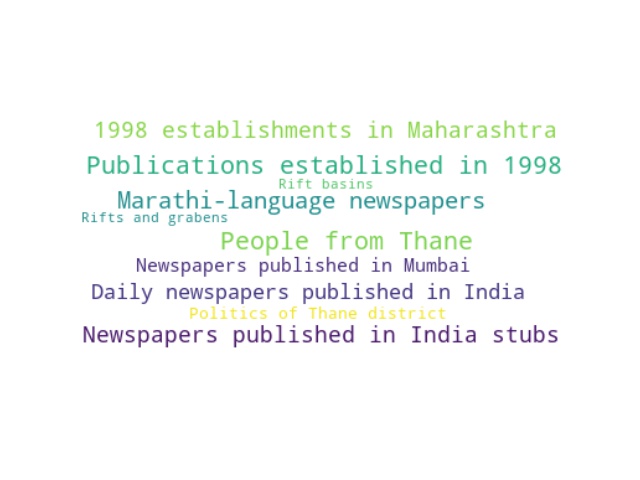 1998 establishments in Maharashtra
Publications established in 1998
Rift basins
Marathi-language newspapers
Rifts and grabens
People from Thane
Newspapers published in Mumbai
Daily newspapers published in India
Politics of Thane district
Newspapers published in India stubs